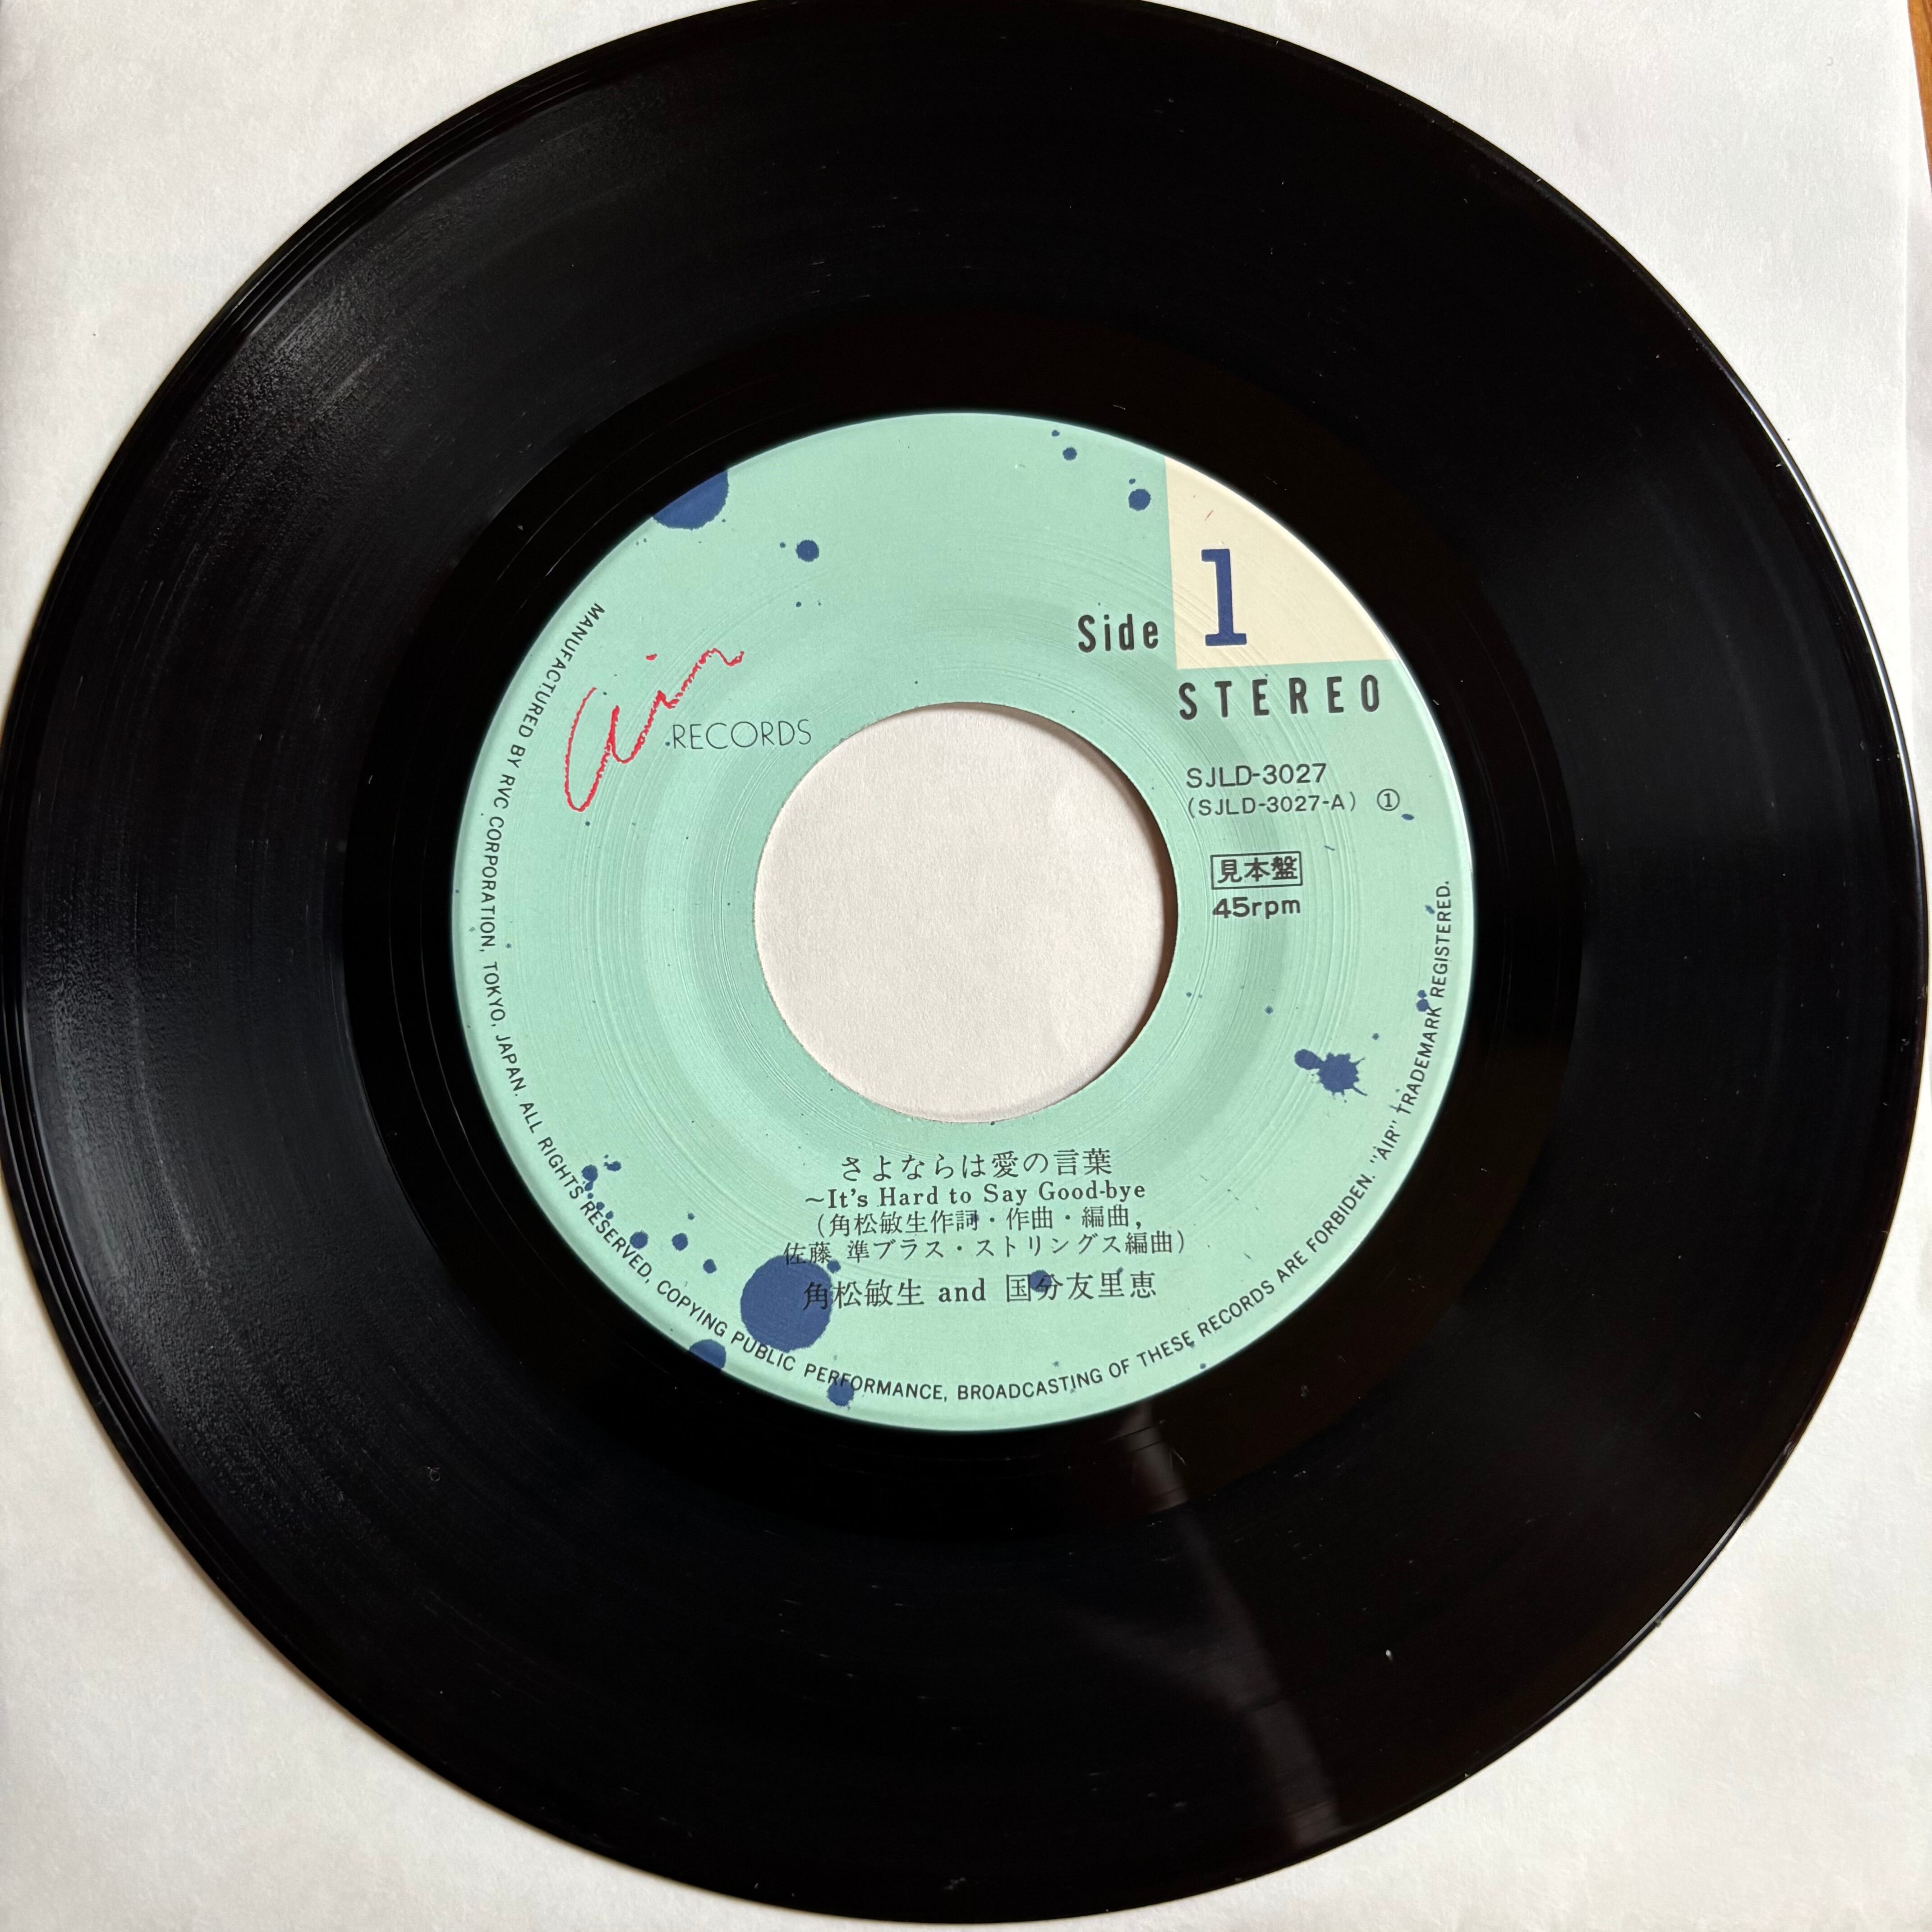 Air
RECORDS
Side 1
STEREO
SJLD-3027
(SJLD-3027-A) ①
見本盤
45rpm
さよならは愛の言葉
～It's Hard to Say Good-bye
(角松敏生作詞・作曲・編曲,
佐藤 準ブラス・ストリングス編曲)
角松敏生 and 国分友里恵
MANUFACTURED BY RVC CORPORATION, TOKYO, JAPAN. ALL RIGHTS RESERVED, COPYING PUBLIC PERFORMANCE, BROADCASTING OF THESE RECORDS ARE FORBIDDEN. "AIR" TRADEMARK REGISTERED.